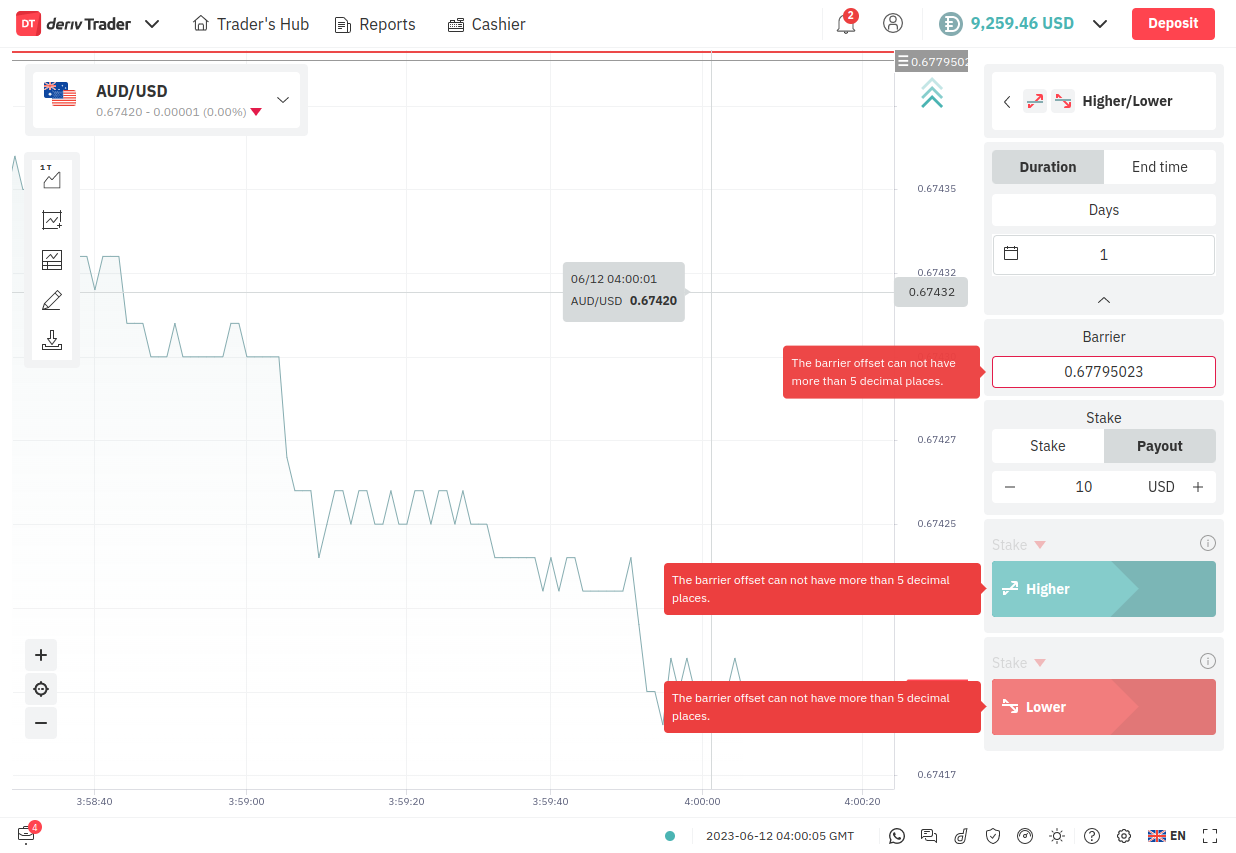 DT deriv Trader
Trader's Hub
Reports
Cashier
2
9,259.46 USD
Deposit
AUD/USD
0.67420 - 0.00001 (0.00%)
1 T
0.6779502
0.67435
0.67432
0.67432
0.67427
0.67425
0.67417
06/12 04:00:01
AUD/USD 0.67420
Higher/Lower
Duration
End time
Days
1
Barrier
0.67795023
The barrier offset can not have
more than 5 decimal places.
Stake
Stake
Payout
10
USD
Stake
Higher
The barrier offset can not have more than 5 decimal
places.
Stake
Lower
The barrier offset can not have more than 5 decimal
places.
3:58:40
3:59:00
3:59:20
3:59:40
4:00:00
4:00:20
4
2023-06-12 04:00:05 GMT
EN